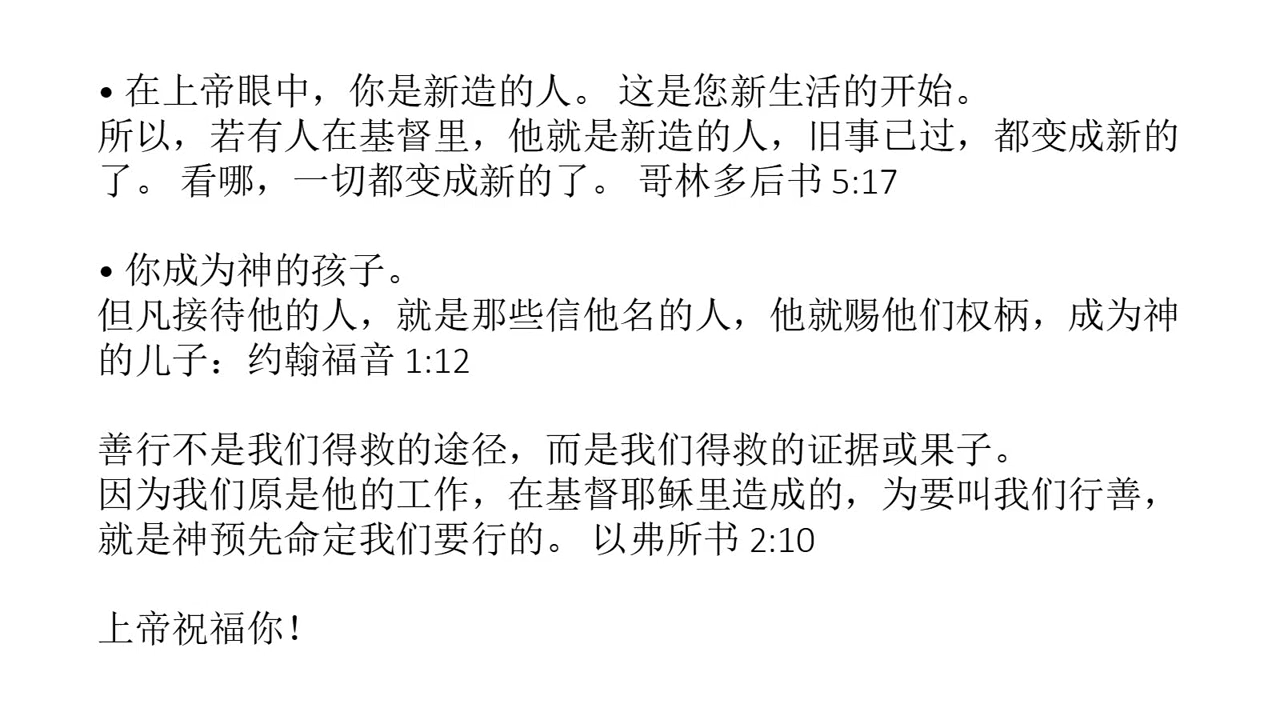 • 在上帝眼中，你是新造的人。 这是您新生活的开始。
所以，若有人在基督里，他就是新造的人，旧事已过，都变成新的
了。 看哪，一切都变成新的了。 哥林多后书 5:17
• 你成为神的孩子。
但凡接待他的人，就是那些信他名的人，他就赐他们权柄，成为神
的儿子：约翰福音 1:12
善行不是我们得救的途径，而是我们得救的证据或果子。
因为我们原是他的工作，在基督耶稣里造成的，为要叫我们行善，
就是神预先命定我们要行的。 以弗所书 2:10
上帝祝福你！